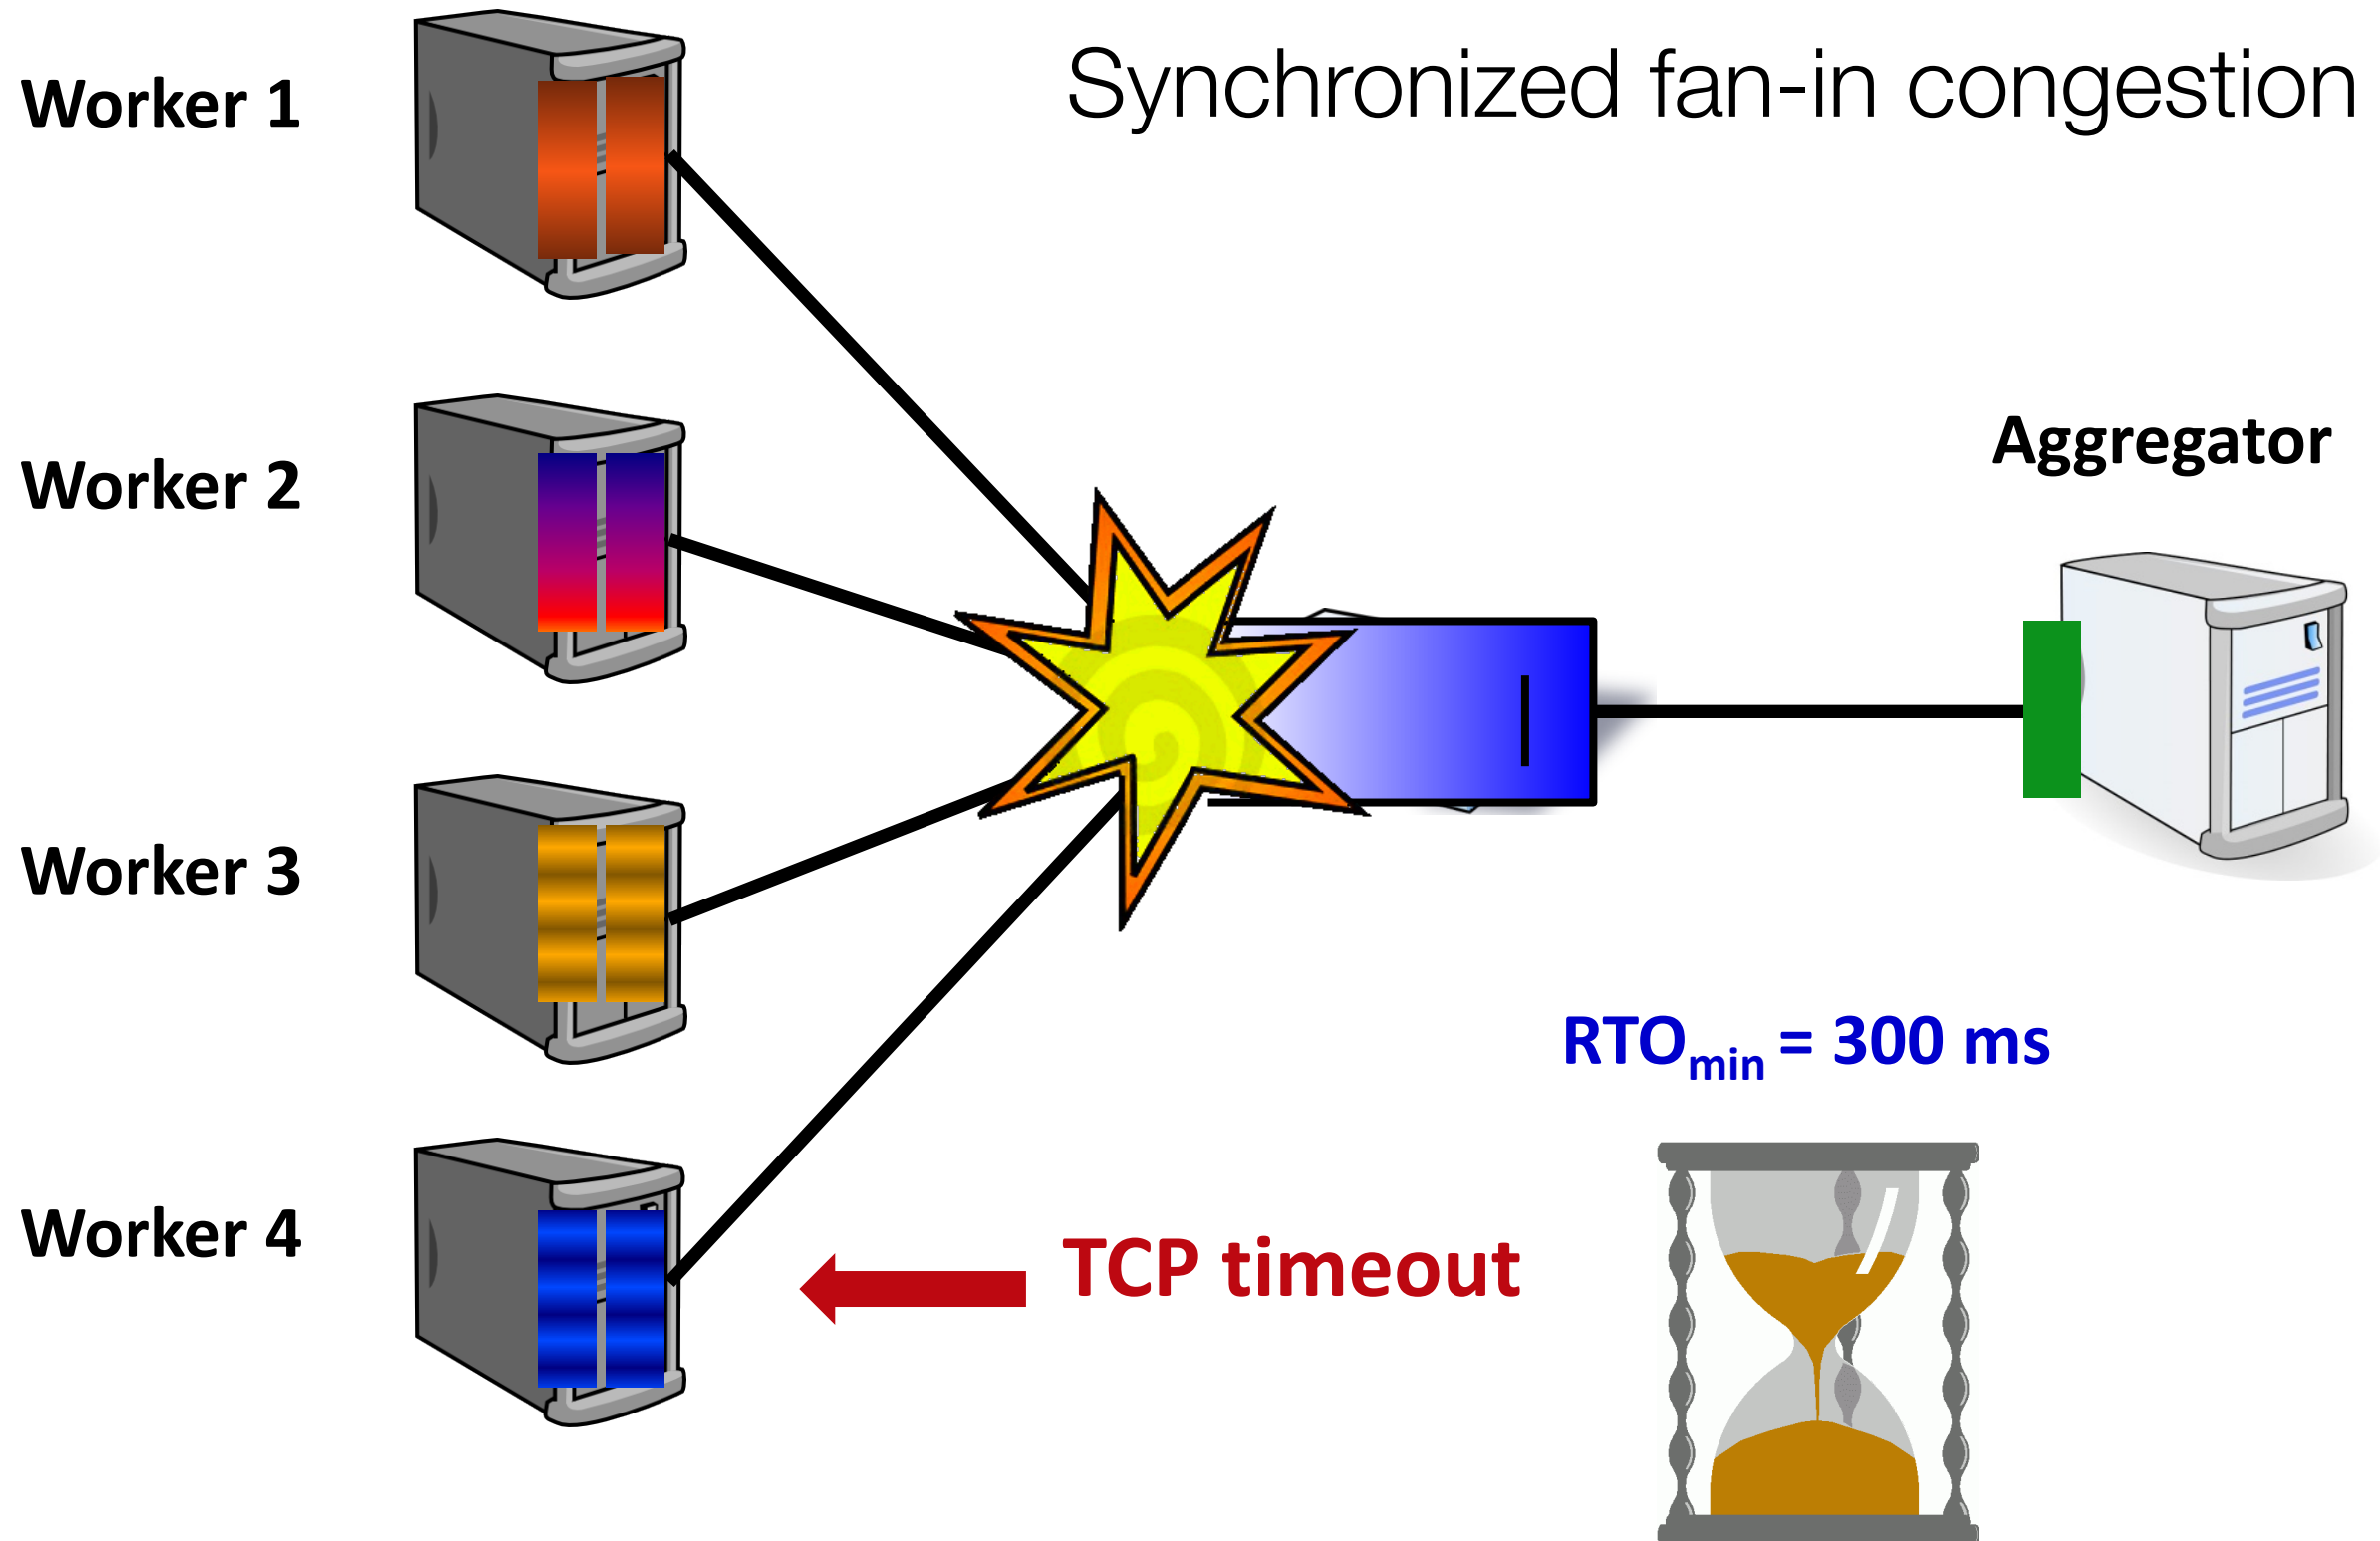 Synchronized fan-in congestion
Worker 1
Worker 2
Aggregator
Worker 3
RTOmin = 300 ms
Worker 4
TCP timeout